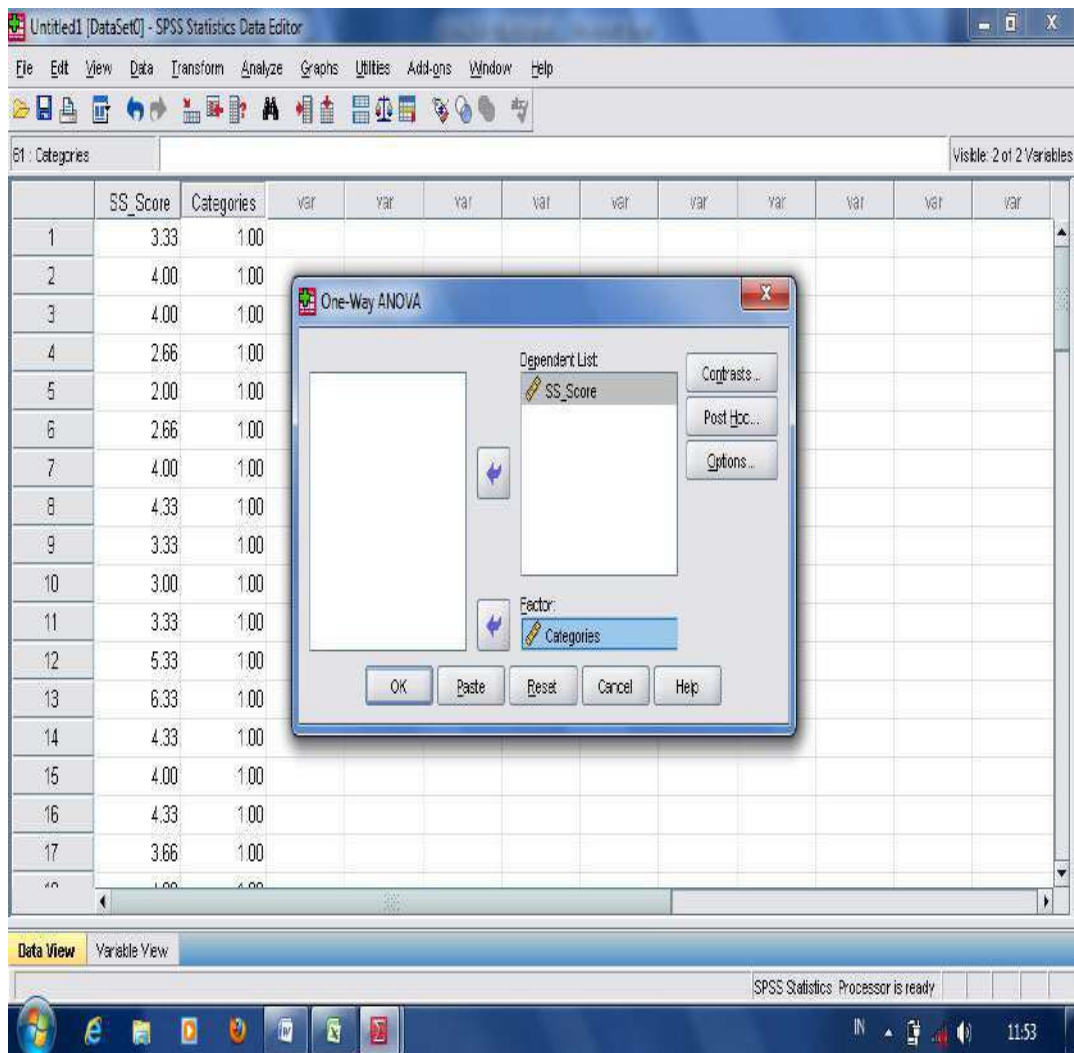 Untitled1 [DataSet0] - SPSS Statistics Data Editor
File Edit View Data Transform Analyze Graphs Utilities Add-ons Window Help
61 : Categories
Visible: 2 of 2 Variables
SS_Score Categories var var var var var var var var var var
1 3.33 1.00
2 4.00 1.00
3 4.00 1.00
4 2.66 1.00
5 2.00 1.00
6 2.66 1.00
7 4.00 1.00
8 4.33 1.00
9 3.33 1.00
10 3.00 1.00
11 3.33 1.00
12 5.33 1.00
13 6.33 1.00
14 4.33 1.00
15 4.00 1.00
16 4.33 1.00
17 3.66 1.00
One-Way ANOVA
Dependent List:
SS_Score
Contrasts...
Post Hoc...
Options...
Factor:
Categories
OK Paste Reset Cancel Help
Data View Variable View
SPSS Statistics Processor is ready
IN 11:53